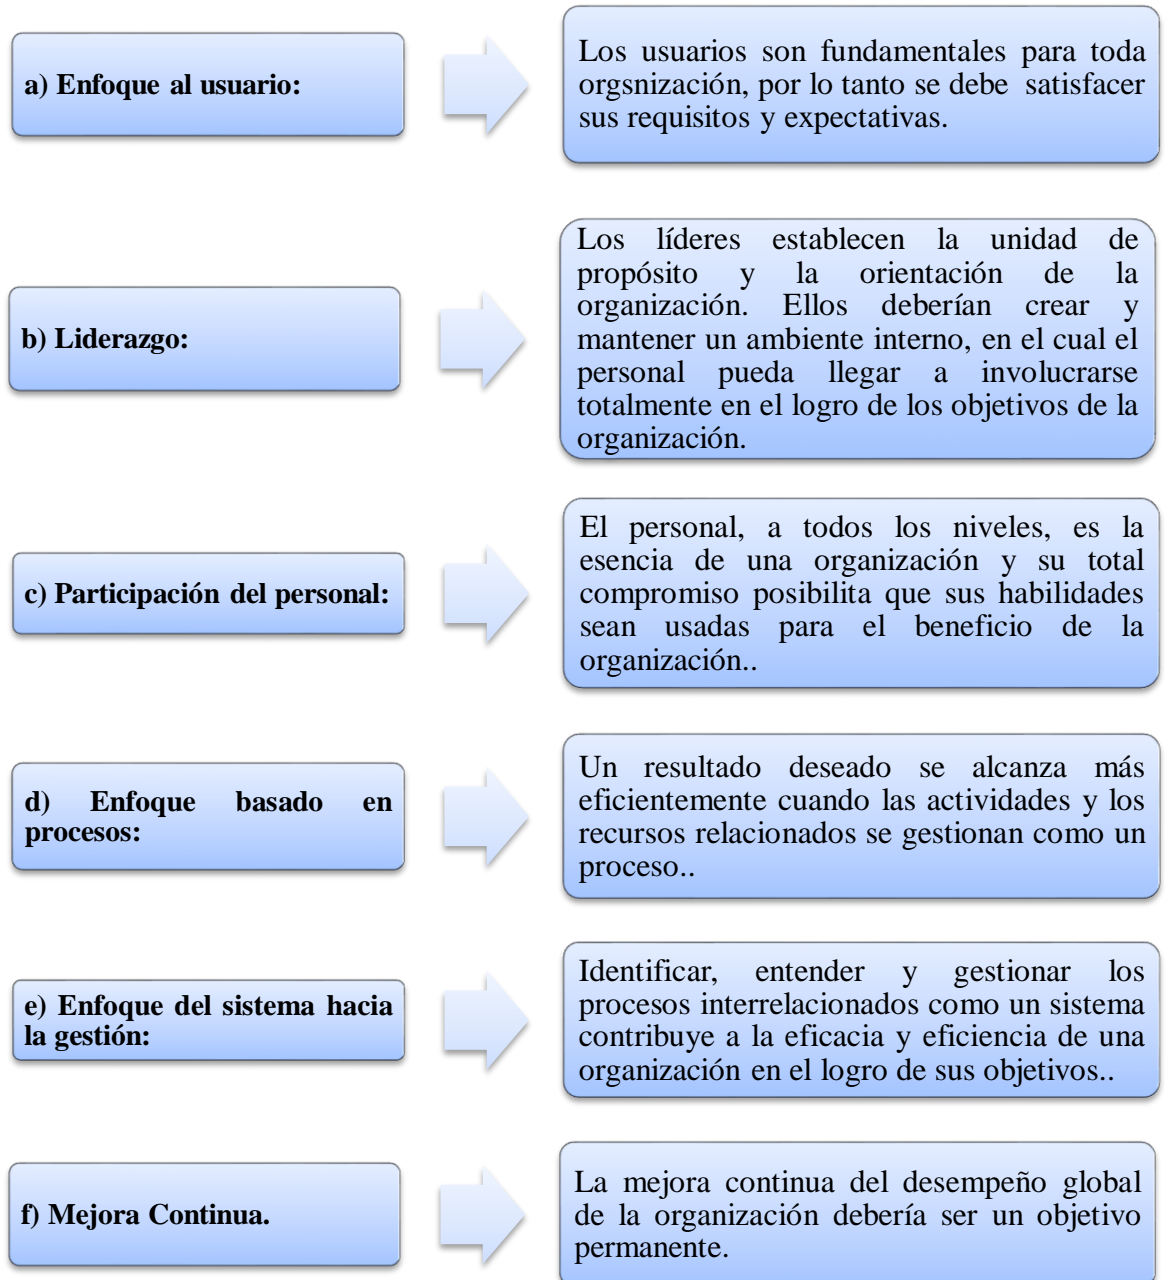 a) Enfoque al usuario:
Los usuarios son fundamentales para toda
orgsnización, por lo tanto se debe satisfacer
sus requisitos y expectativas.
b) Liderazgo:
Los líderes establecen la unidad de
propósito y la orientación de la
organización. Ellos deberían crear y
mantener un ambiente interno, en el cual el
personal pueda llegar a involucrarse
totalmente en el logro de los objetivos de la
organización.
c) Participación del personal:
El personal, a todos los niveles, es la
esencia de una organización y su total
compromiso posibilita que sus habilidades
sean usadas para el beneficio de la
organización..
d) Enfoque basado en
procesos:
Un resultado deseado se alcanza más
eficientemente cuando las actividades y los
recursos relacionados se gestionan como un
proceso..
e) Enfoque del sistema hacia
la gestión:
Identificar, entender y gestionar los
procesos interrelacionados como un sistema
contribuye a la eficacia y eficiencia de una
organización en el logro de sus objetivos..
f) Mejora Continua.
La mejora continua del desempeño global
de la organización debería ser un objetivo
permanente.